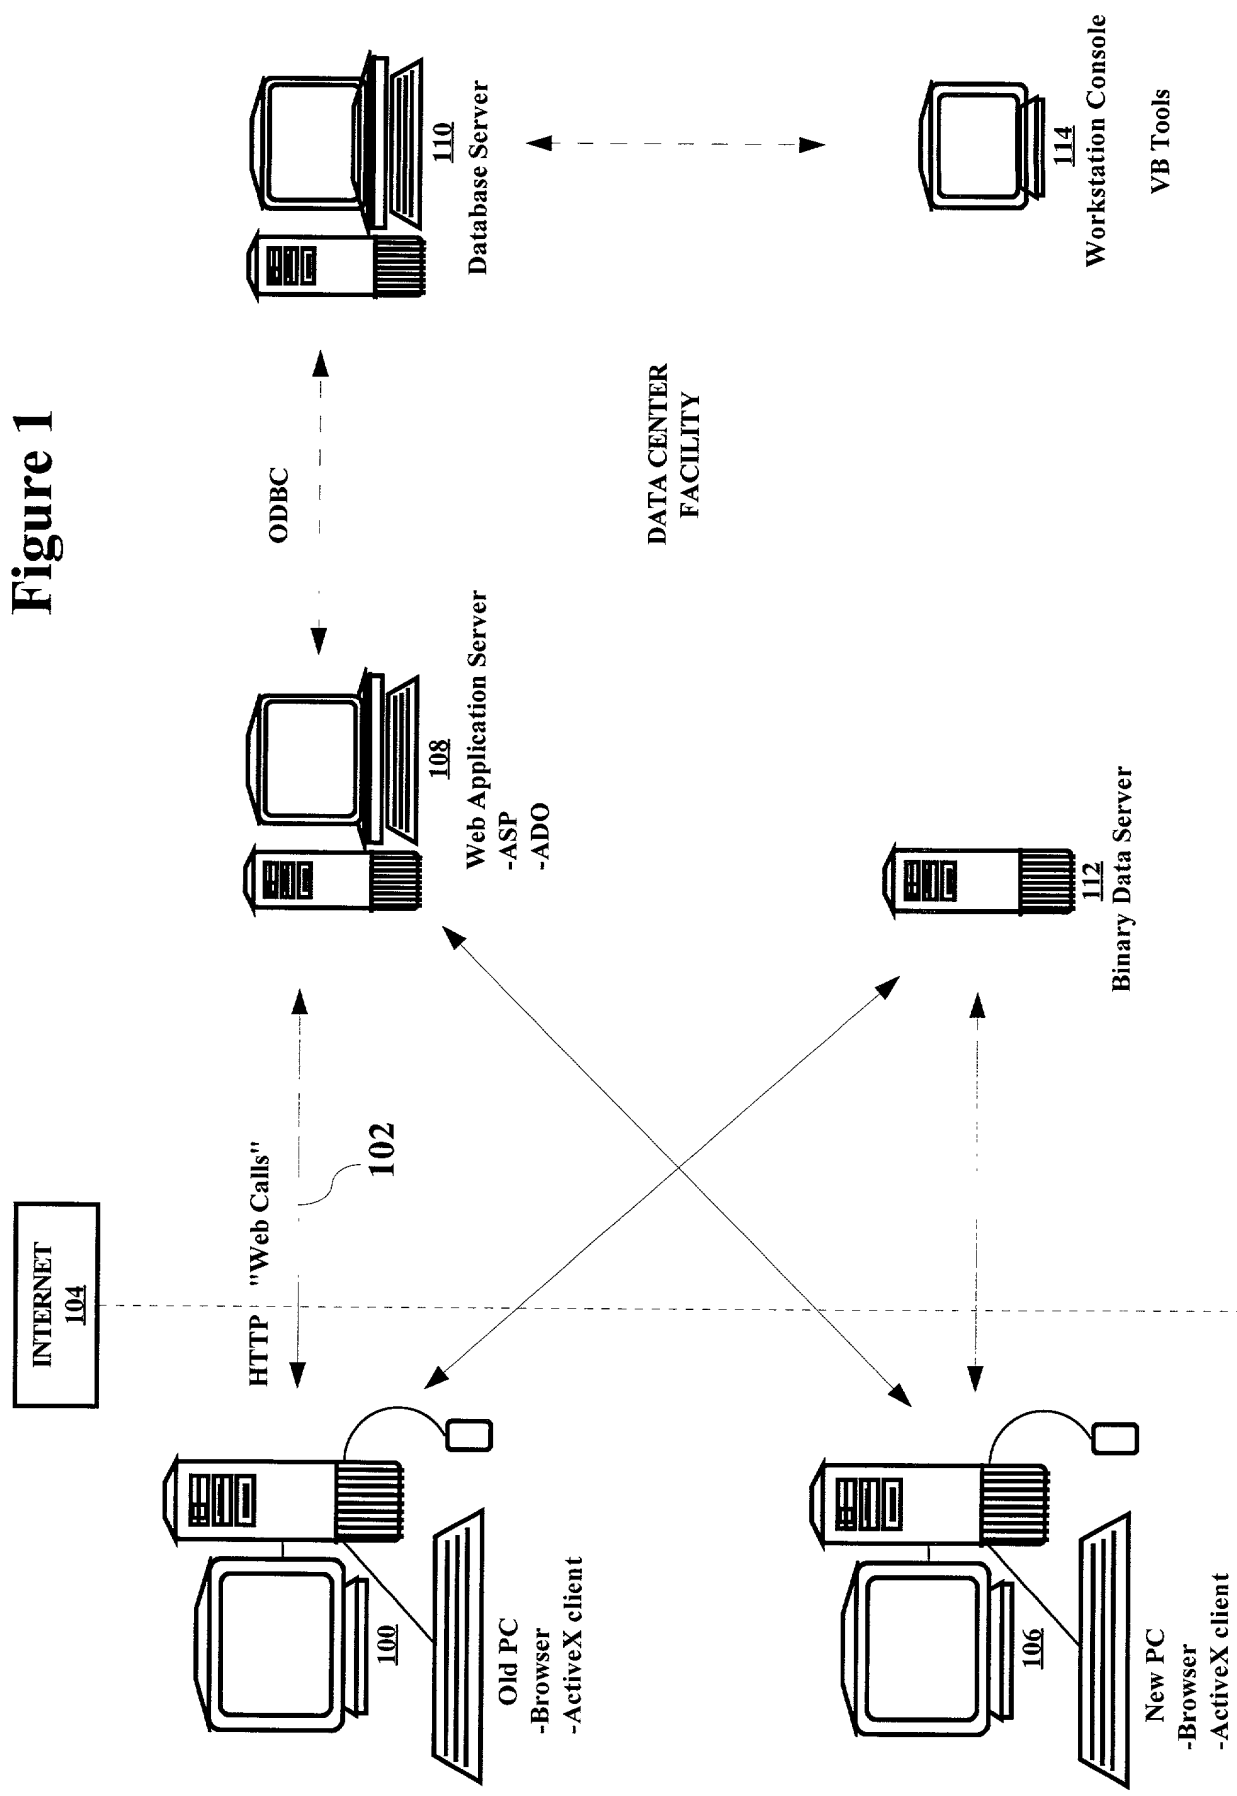 Figure 1
INTERNET
104
HTTP "Web Calls"
102
ODBC
100
Old PC
-Browser
-ActiveX client
108
Web Application Server
-ASP
-ADO
110
Database Server
DATA CENTER
FACILITY
106
New PC
-Browser
-ActiveX client
112
Binary Data Server
114
Workstation Console
VB Tools